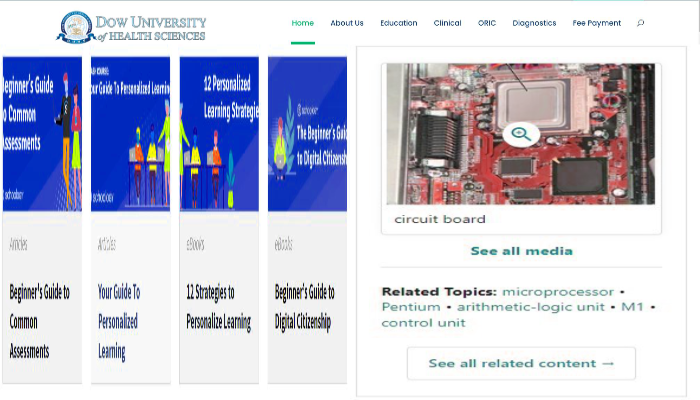 DOW UNIVERSITY
of HEALTH SCIENCES
Home About Us Education Clinical ORIC Diagnostics Fee Payment
Beginner's Guide
to Common
Assessments
schoology
Your Guide To Personalized Learning
schoology
12 Personalized
Learning Strategies
schoology
The Beginner's Guide
to Digital Citizenship
Articles
Beginner's Guide to
Common
Assessments
Articles
Your Guide To
Personalized
Learning
eBooks
12 Strategies to
Personalize Learning
eBooks
Beginner's Guide to
Digital Citizenship
circuit board
See all media
Related Topics: microprocessor •
Pentium • arithmetic-logic unit • M1 •
control unit
See all related content →